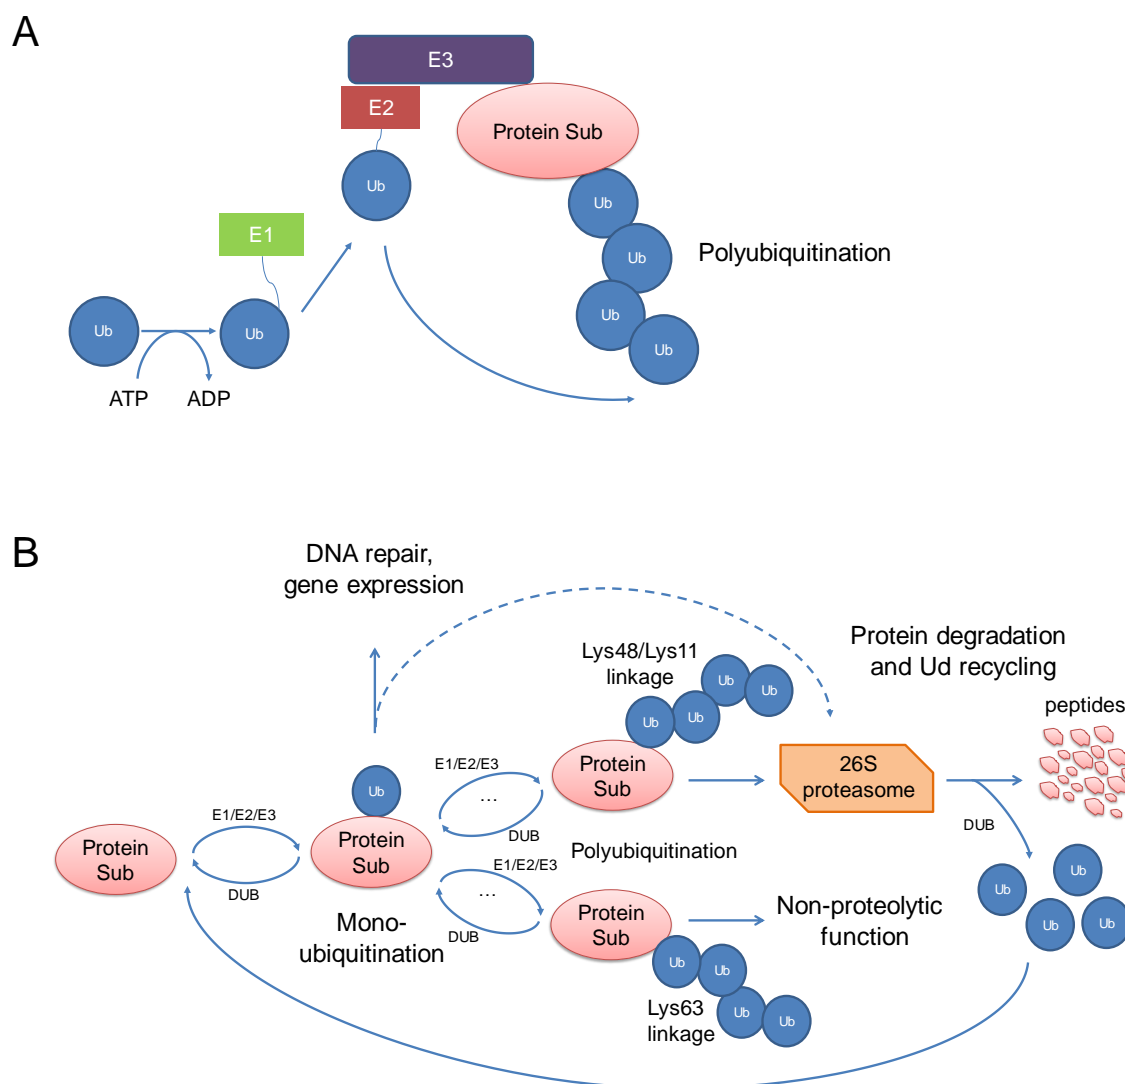 A
E3
E2
Protein Sub
Ub
Ub
E1
Ub
Polyubiquitination
Ub
Ub
Ub
Ub
ATP
ADP
B
DNA repair,
gene expression
Protein degradation
and Ud recycling
Lys48/Lys11
linkage
Ub
Ub
Ub
Ub
peptides
E1/E2/E3
...
DUB
Protein
Sub
26S
proteasome
DUB
Ub
E1/E2/E3
Protein
Sub
DUB
Protein
Sub
Polyubiquitination
E1/E2/E3
...
DUB
Protein
Sub
Non-proteolytic
function
Ub
Ub
Ub
Ub
Mono-
ubiquitination
Ub
Ub
Ub
Ub
Lys63
linkage